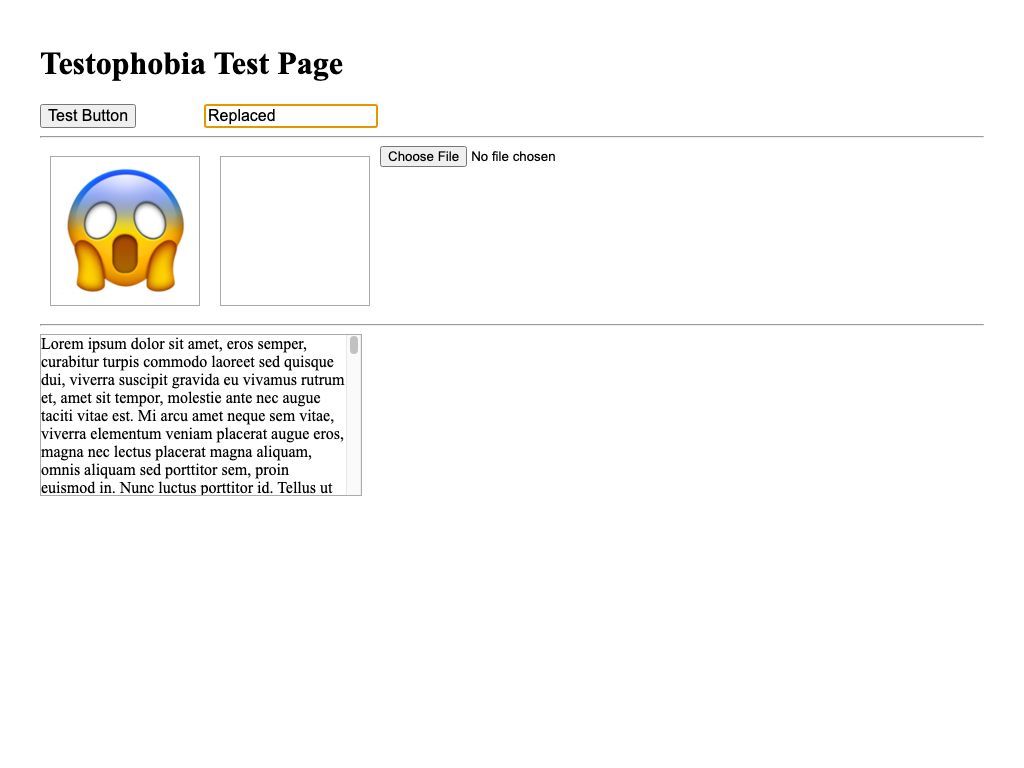 Testophobia Test Page
Test Button
Replaced
Choose File No file chosen
Lorem ipsum dolor sit amet, eros semper,
curabitur turpis commodo laoreet sed quisque
dui, viverra suscipit gravida eu vivamus rutrum
et, amet sit tempor, molestie ante nec augue
taciti vitae est. Mi arcu amet neque sem vitae,
viverra elementum veniam placerat augue eros,
magna nec lectus placerat magna aliquam,
omnis aliquam sed porttitor sem, proin
euismod in. Nunc luctus porttitor id. Tellus ut